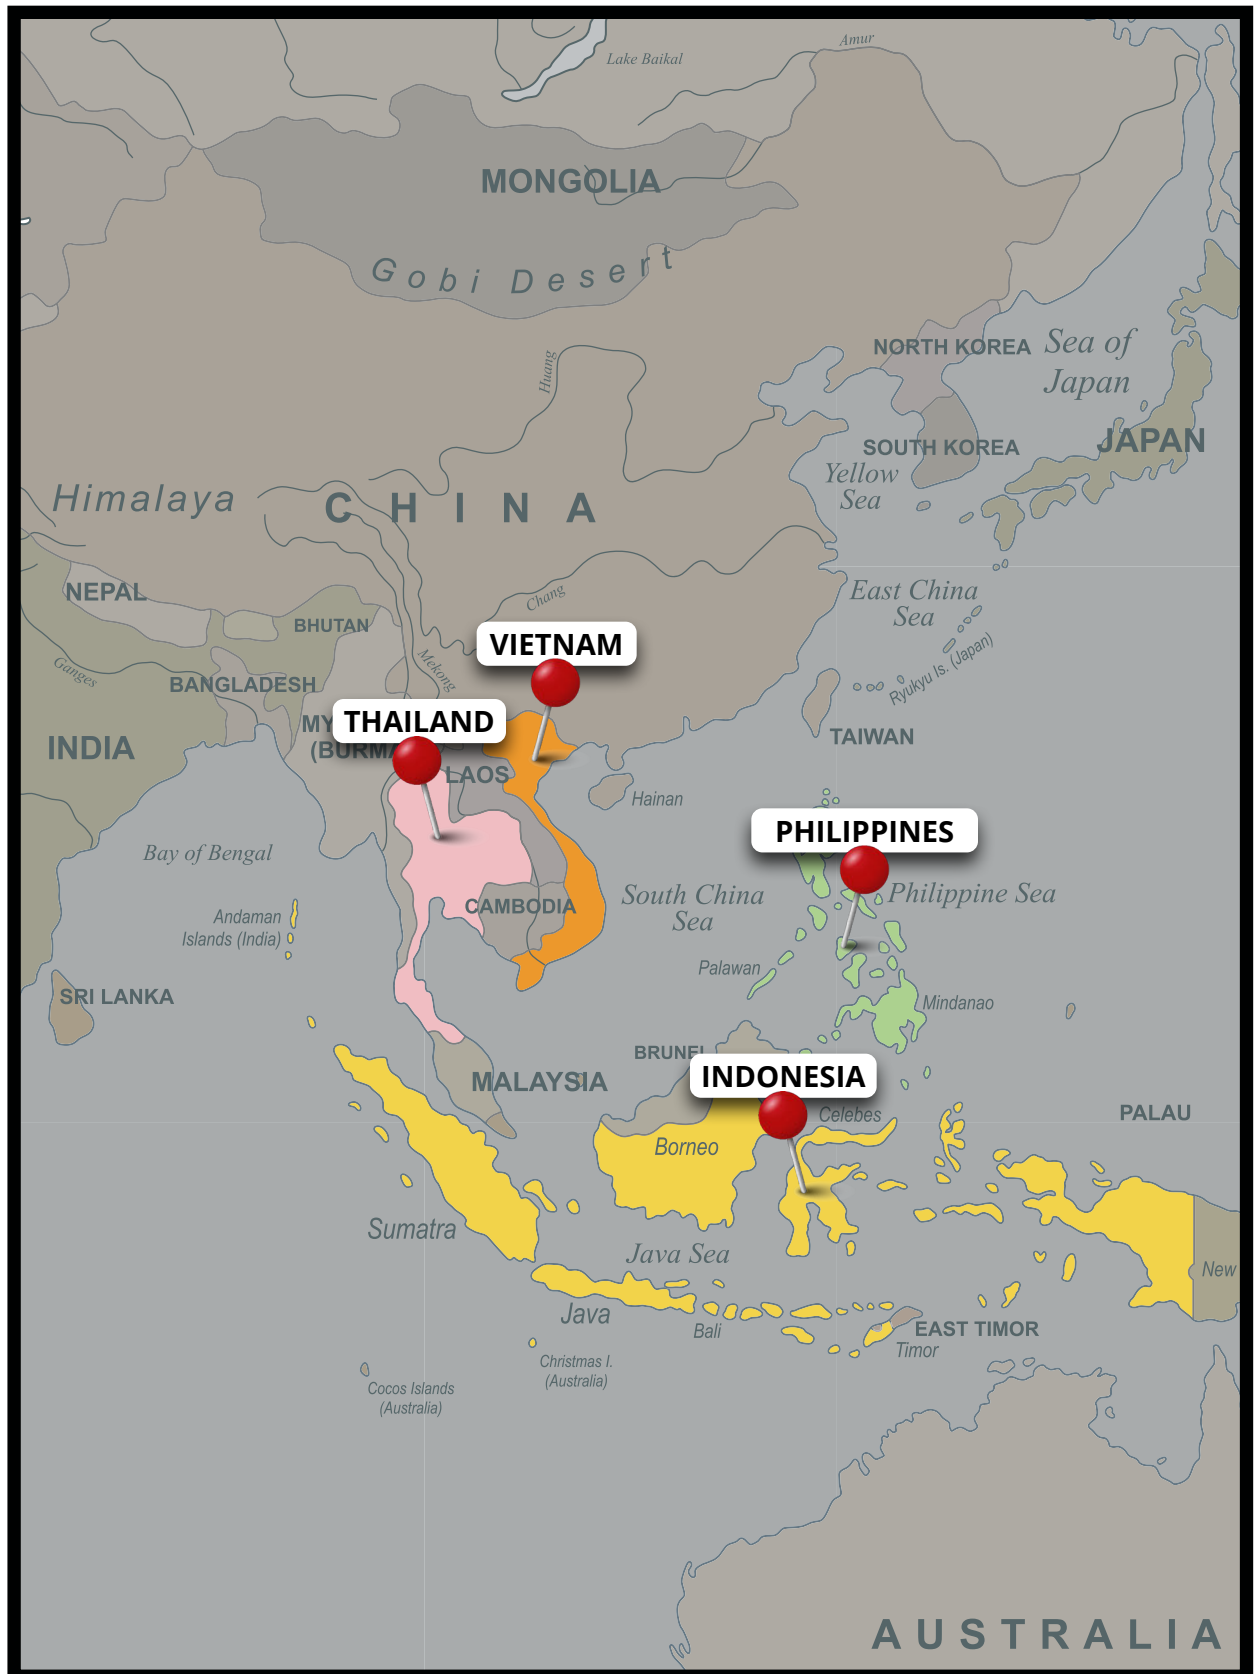 Amur
Lake Baikal
MONGOLIA
Gobi Desert
NORTH KOREA
Sea of
Japan
Huang
JAPAN
SOUTH KOREA
Yellow
Sea
Himalaya
CHINA
NEPAL
East China
Sea
Chang
BHUTAN
VIETNAM
Mekong
Ganges
Ryukyu Is. (Japan)
BANGLADESH
THAILAND
MY
(BURMA
TAIWAN
INDIA
LAOS
Hainan
PHILIPPINES
Bay of Bengal
South China
Sea
Philippine Sea
CAMBODIA
Andaman
Islands (India)
Palawan
SRI LANKA
Mindanao
BRUNEI
MALAYSIA
INDONESIA
Celebes
PALAU
Borneo
Sumatra
Java Sea
New
Java
Bali
EAST TIMOR
Timor
Christmas I.
(Australia)
Cocos Islands
(Australia)
AUSTRALIA